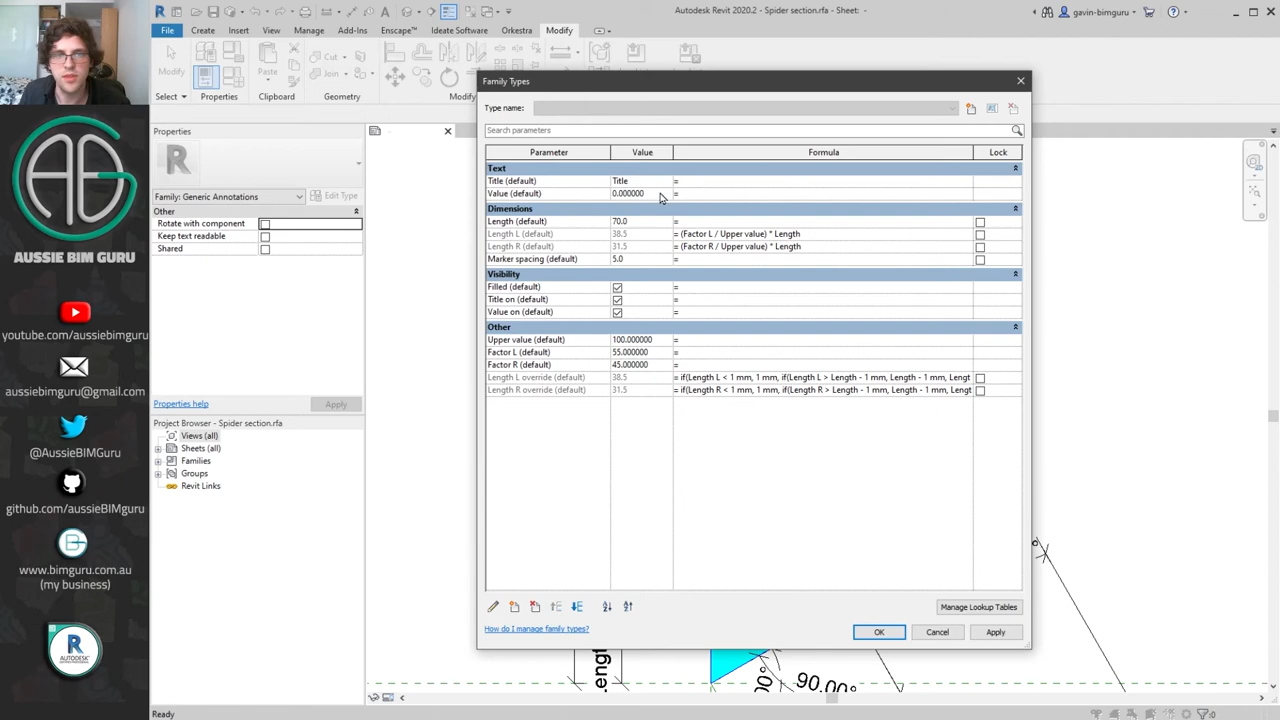 Autodesk Revit 2020.2 - Spider section.rfa - Sheet: -
gavin-bimguru
File Create Insert View Manage Add-Ins Enscape™ Ideate Software Orkestra Modify
Modify
Paste
Cut
Join
Select Properties Clipboard Geometry
Properties
Family: Generic Annotations
Edit Type
Other
Rotate with component
Keep text readable
Shared
Properties help
Apply
Project Browser - Spider section.rfa
Views (all)
Sheets (all)
Families
Groups
Revit Links
Ready
AUSSIE BIM GURU
youtube.com/aussiebimguru
aussiebimguru@gmail.com
@AussieBIMGuru
github.com/aussieBIMguru
www.bimguru.com.au
(my business)
R
AUTODESK
Family Types
Type name:
Search parameters
Parameter Value Formula Lock
Text
Title (default) Title =
Value (default) 0.000000 =
Dimensions
Length (default) 70.0 =
Length L (default) 38.5 = (Factor L / Upper value) * Length
Length R (default) 31.5 = (Factor R / Upper value) * Length
Marker spacing (default) 5.0 =
Visibility
Filled (default) =
Title on (default) =
Value on (default) =
Other
Upper value (default) 100.000000 =
Factor L (default) 55.000000 =
Factor R (default) 45.000000 =
Length L override (default) 38.5 = if(Length L < 1 mm, 1 mm, if(Length L > Length - 1 mm, Length - 1 mm, Lengt
Length R override (default) 31.5 = if(Length R < 1 mm, 1 mm, if(Length R > Length - 1 mm, Length - 1 mm, Lengt
Manage Lookup Tables
How do I manage family types?
OK Cancel Apply
Length
90.00°